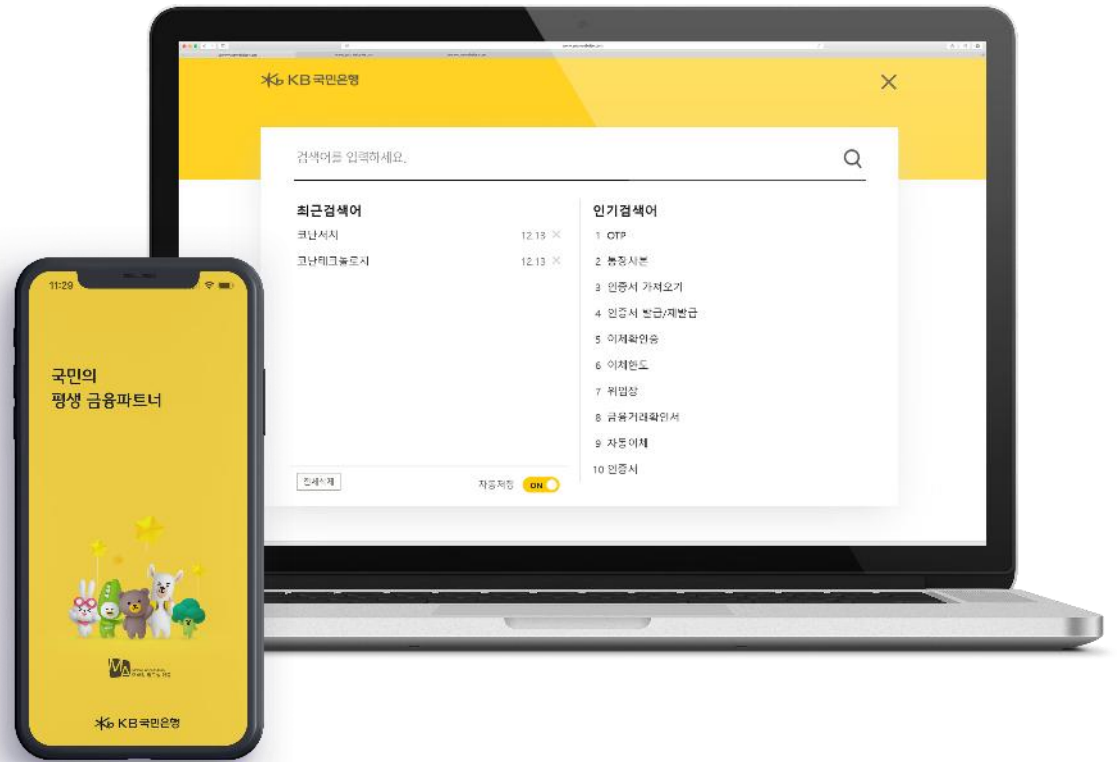 KB 국민은행
검색어를 입력하세요.
최근검색어
코난서치 12.13
코난테크놀로지 12.13
전체삭제
자동저장 ON
인기검색어
1 OTP
2 통장사본
3 인증서 가져오기
4 인증서 발급/재발급
5 이체확인증
6 이체한도
7 위임장
8 금융거래확인서
9 자동이체
10 인증서
11:29
국민의
평생 금융파트너
KB 국민은행